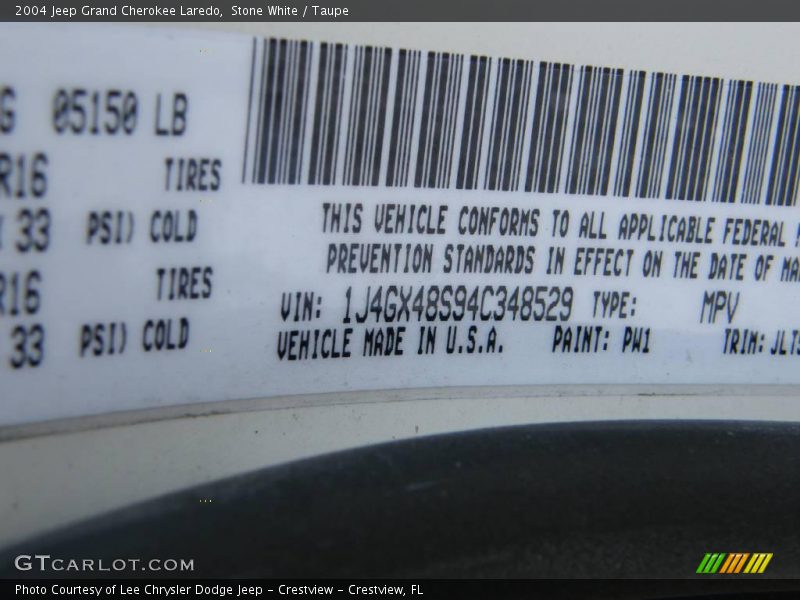 2004 Jeep Grand Cherokee Laredo, Stone White / Taupe
G 05150 LB
R16 TIRES
33 PSI) COLD
R16 TIRES
33 PSI) COLD
THIS VEHICLE CONFORMS TO ALL APPLICABLE FEDERAL
PREVENTION STANDARDS IN EFFECT ON THE DATE OF MA
VIN: 1J4GX48S94C348529 TYPE: MPV
VEHICLE MADE IN U.S.A. PAINT: PW1 TRIM: JLT5
GTCARLOT.COM
Photo Courtesy of Lee Chrysler Dodge Jeep - Crestview - Crestview, FL